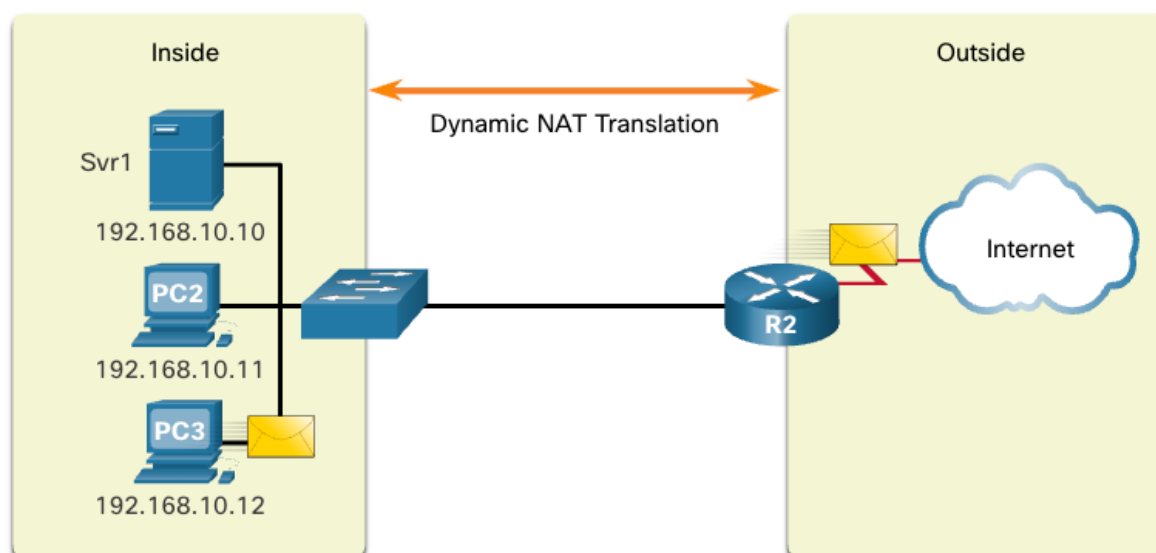 Inside
Outside
Dynamic NAT Translation
Svr1
192.168.10.10
PC2
192.168.10.11
PC3
192.168.10.12
R2
Internet